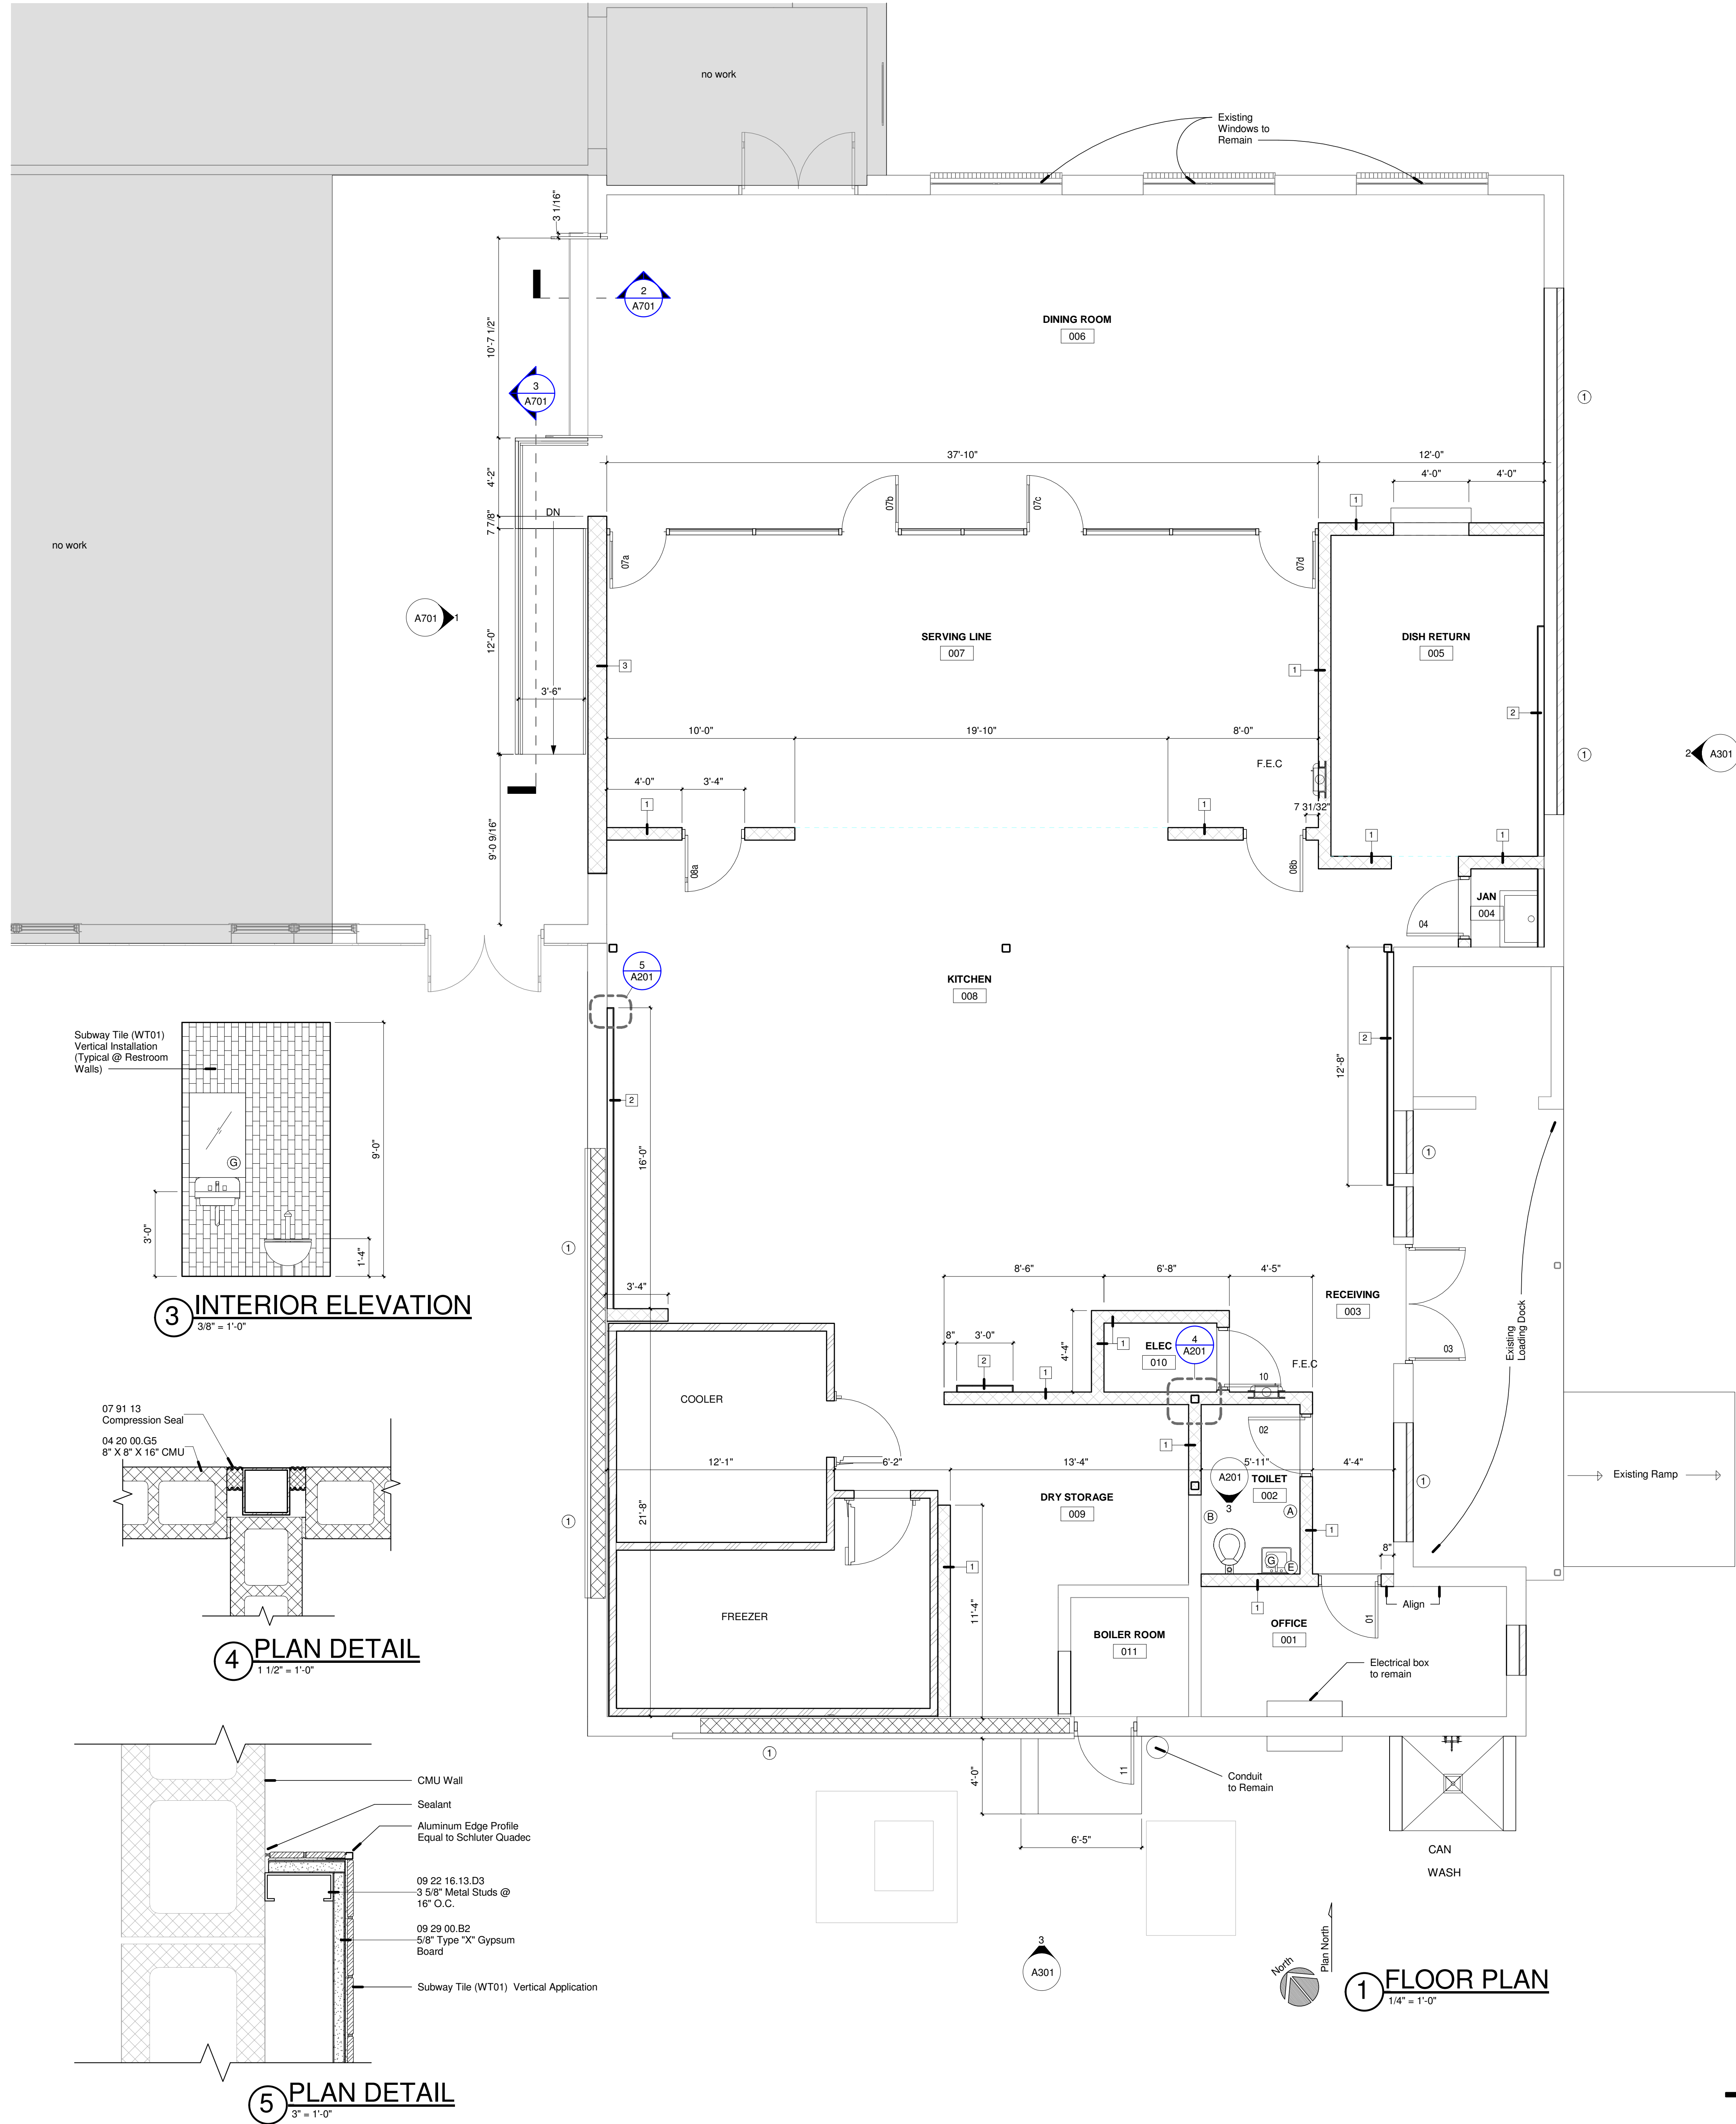 no work
Existing
Windows to
Remain
3 1/16"
2
A701
10'-7 1/2"
DINING ROOM
006
3
A701
1
37'-10"
12'-0"
4'-2"
4'-0"
4'-0"
07b
07c
1
7 7/8"
DN
no work
07a
07d
A701
1
12'-0"
SERVING LINE
007
DISH RETURN
005
3
1
3'-6"
2
10'-0"
19'-10"
8'-0"
1
2
A301
F.E.C
4'-0"
3'-4"
7 31/32"
1
1
9'-0 9/16"
1
1
08a
08b
JAN
004
04
5
A201
KITCHEN
008
Subway Tile (WT01)
Vertical Installation
(Typical @ Restroom
Walls)
2
12'-8"
2
9'-0"
16'-0"
G
1
3'-0"
1'-4"
1
3'-4"
8'-6"
6'-8"
4'-5"
RECEIVING
003
3
INTERIOR ELEVATION
3/8" = 1'-0"
8"
3'-0"
4'-4"
1
ELEC
010
4
A201
Existing
Loading Dock
03
2
1
F.E.C
10
COOLER
07 91 13
Compression Seal
04 20 00.G5
8" X 8" X 16" CMU
02
1
12'-1"
6'-2"
13'-4"
5'-11"
4'-4"
A201
3
TOILET
002
1
Existing Ramp
DRY STORAGE
009
21'-8"
B
A
1
1
8"
G
E
1
11'-4"
1
Align
FREEZER
01
OFFICE
001
BOILER ROOM
011
4
PLAN DETAIL
1 1/2" = 1'-0"
Electrical box
to remain
1
CMU Wall
4'-0"
11
Conduit
to Remain
Sealant
Aluminum Edge Profile
Equal to Schluter Quadec
6'-5"
CAN
WASH
09 22 16.13.D3
3 5/8" Metal Studs @
16" O.C.
09 29 00.B2
5/8" Type "X" Gypsum
Board
3
A301
North
Plan North
1
FLOOR PLAN
1/4" = 1'-0"
Subway Tile (WT01) Vertical Application
5
PLAN DETAIL
3" = 1'-0"